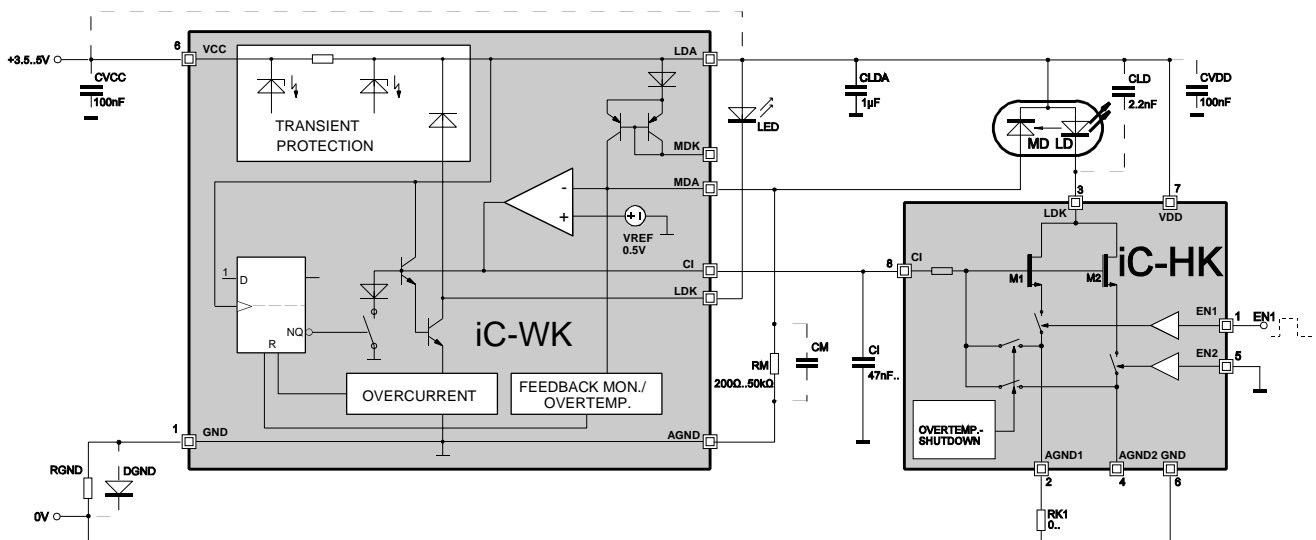 +3.5..5V
CVCC
100nF
6
VCC
TRANSIENT
PROTECTION
LDA
MDK
MDA
VREF
0.5V
CI
LDK
1
D
NQ
R
iC-WK
OVERCURRENT
FEEDBACK MON./
OVERTEMP.
1
GND
AGND
RGND
DGND
0V
LED
CLDA
1µF
CLD
2.2nF
CVDD
100nF
MD LD
3
LDK
7
VDD
RM
200Ω..50kΩ
CM
CI
47nF..
8
CI
iC-HK
M1
M2
EN1
1
EN1
EN2
5
OVERTEMP.-
SHUTDOWN
AGND1
2
AGND2
4
GND
6
RK1
0..